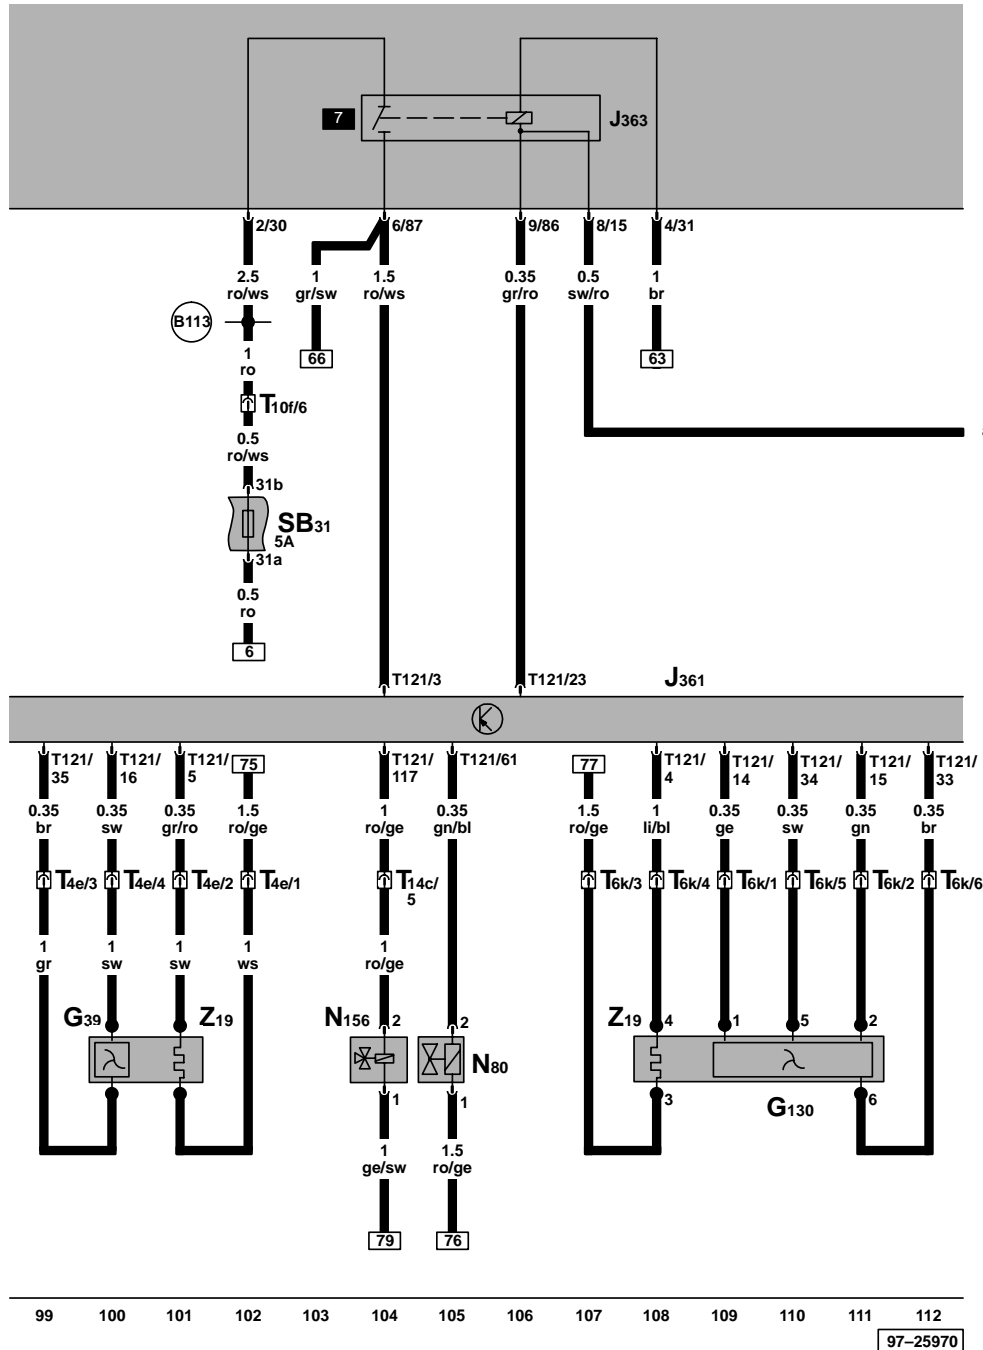 7
J363
2/30
6/87
9/86
8/15
4/31
2.5
ro/ws
1
gr/sw
1.5
ro/ws
0.35
gr/ro
0.5
sw/ro
1
br
B113
66
63
1
ro
T10f/6
0.5
ro/ws
31b
SB31
5A
31a
0.5
ro
6
T121/3
T121/23
J361
T121/
35
T121/
16
T121/
5
75
T121/
117
T121/61
77
T121/
4
T121/
14
T121/
34
T121/
15
T121/
33
0.35
br
0.35
sw
0.35
gr/ro
1.5
ro/ge
1
ro/ge
0.35
gn/bl
1.5
ro/ge
1
li/bl
0.35
ge
0.35
sw
0.35
gn
0.35
br
T4e/3
T4e/4
T4e/2
T4e/1
T14c/
5
T6k/3
T6k/4
T6k/1
T6k/5
T6k/2
T6k/6
1
gr
1
sw
1
sw
1
ws
1
ro/ge
G39
Z19
N156
2
2
N80
Z19
4
1
5
2
1
1
3
G130
6
1
ge/sw
1.5
ro/ge
79
76
99 100 101 102 103 104 105 106 107 108 109 110 111 112
97–25970